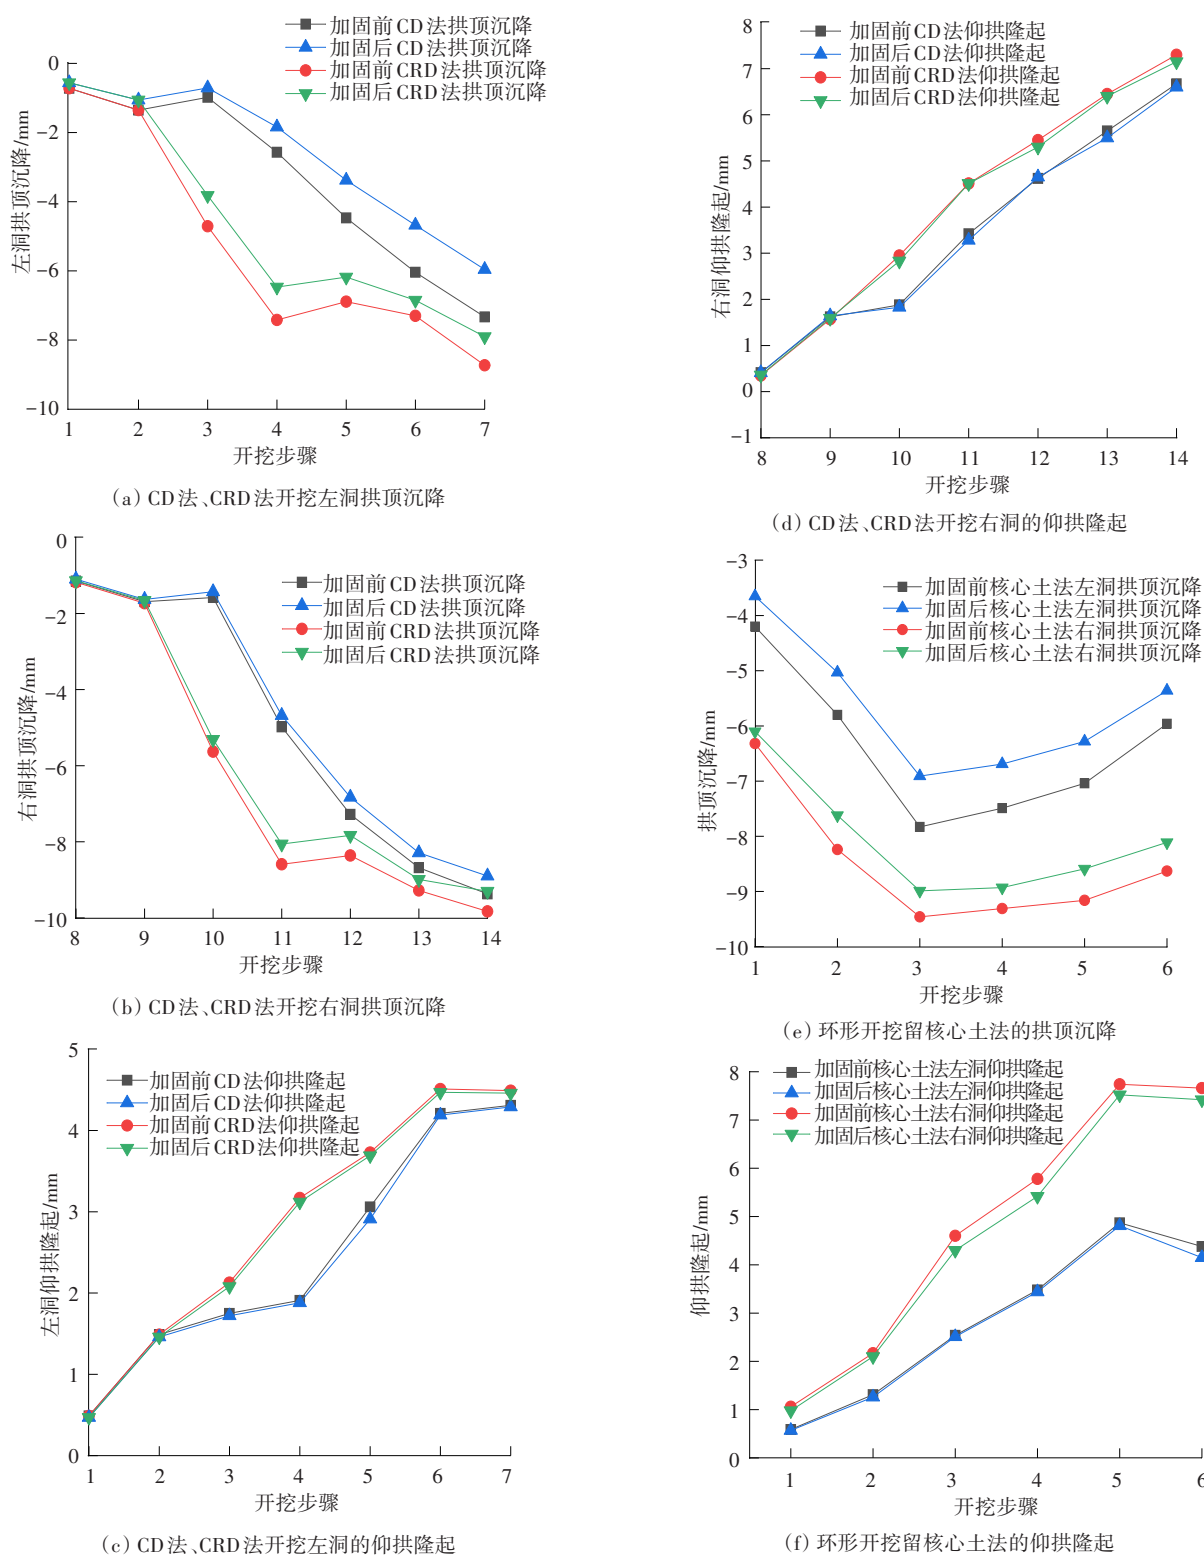 加固前CD法拱顶沉降
加固后CD法拱顶沉降
加固前CRD法拱顶沉降
加固后CRD法拱顶沉降
左洞拱顶沉降/mm
0
−2
−4
−6
−8
−10
1 2 3 4 5 6 7
开挖步骤
(a) CD法、CRD法开挖左洞拱顶沉降
加固前CD法拱顶沉降
加固后CD法拱顶沉降
加固前CRD法拱顶沉降
加固后CRD法拱顶沉降
右洞拱顶沉降/mm
0
−2
−4
−6
−8
−10
8 9 10 11 12 13 14
开挖步骤
(b) CD法、CRD法开挖右洞拱顶沉降
加固前CD法仰拱隆起
加固后CD法仰拱隆起
加固前CRD法仰拱隆起
加固后CRD法仰拱隆起
左洞仰拱隆起/mm
5
4
3
2
1
0
1 2 3 4 5 6 7
开挖步骤
(c) CD法、CRD法开挖左洞的仰拱隆起
加固前CD法仰拱隆起
加固后CD法仰拱隆起
加固前CRD法仰拱隆起
加固后CRD法仰拱隆起
右洞仰拱隆起/mm
8
7
6
5
4
3
2
1
0
−1
8 9 10 11 12 13 14
开挖步骤
(d) CD法、CRD法开挖右洞的仰拱隆起
加固前核心土法左洞拱顶沉降
加固后核心土法左洞拱顶沉降
加固前核心土法右洞拱顶沉降
加固后核心土法右洞拱顶沉降
拱顶沉降/mm
−3
−4
−5
−6
−7
−8
−9
−10
1 2 3 4 5 6
开挖步骤
(e) 环形开挖留核心土法的拱顶沉降
加固前核心土法左洞仰拱隆起
加固后核心土法左洞仰拱隆起
加固前核心土法右洞仰拱隆起
加固后核心土法右洞仰拱隆起
仰拱隆起/mm
8
7
6
5
4
3
2
1
0
1 2 3 4 5 6
开挖步骤
(f) 环形开挖留核心土法的仰拱隆起